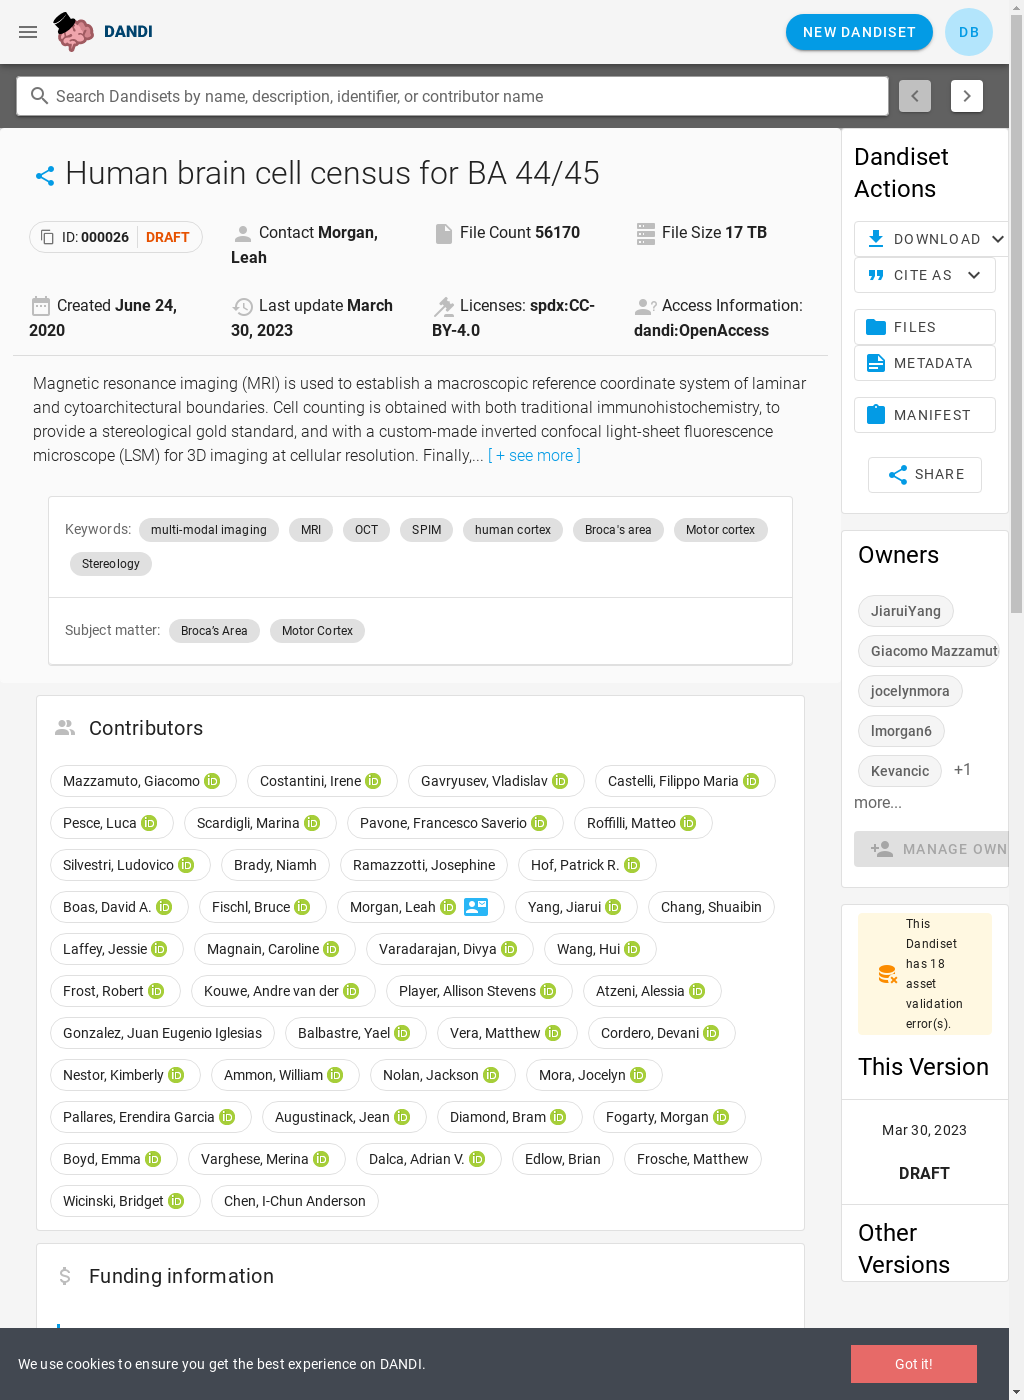 DANDI
NEW DANDISET
DB
Search Dandisets by name, description, identifier, or contributor name
Human brain cell census for BA 44/45
ID: 000026 DRAFT
Contact Morgan, Leah
File Count 56170
File Size 17 TB
Created June 24, 2020
Last update March 30, 2023
Licenses: spdx:CC-BY-4.0
Access Information: dandi:OpenAccess
Magnetic resonance imaging (MRI) is used to establish a macroscopic reference coordinate system of laminar
and cytoarchitectural boundaries. Cell counting is obtained with both traditional immunohistochemistry, to
provide a stereological gold standard, and with a custom-made inverted confocal light-sheet fluorescence
microscope (LSM) for 3D imaging at cellular resolution. Finally,... [ + see more ]
Keywords: multi-modal imaging MRI OCT SPIM human cortex Broca's area Motor cortex
Stereology
Subject matter: Broca's Area Motor Cortex
Contributors
Mazzamuto, Giacomo Costantini, Irene Gavryusev, Vladislav Castelli, Filippo Maria
Pesce, Luca Scardigli, Marina Pavone, Francesco Saverio Roffilli, Matteo
Silvestri, Ludovico Brady, Niamh Ramazzotti, Josephine Hof, Patrick R.
Boas, David A. Fischl, Bruce Morgan, Leah Yang, Jiarui Chang, Shuaibin
Laffey, Jessie Magnain, Caroline Varadarajan, Divya Wang, Hui
Frost, Robert Kouwe, Andre van der Player, Allison Stevens Atzeni, Alessia
Gonzalez, Juan Eugenio Iglesias Balbastre, Yael Vera, Matthew Cordero, Devani
Nestor, Kimberly Ammon, William Nolan, Jackson Mora, Jocelyn
Pallares, Erendira Garcia Augustinack, Jean Diamond, Bram Fogarty, Morgan
Boyd, Emma Varghese, Merina Dalca, Adrian V. Edlow, Brian Frosche, Matthew
Wicinski, Bridget Chen, I-Chun Anderson
Funding information
Dandiset
Actions
DOWNLOAD
CITE AS
FILES
METADATA
MANIFEST
SHARE
Owners
JiaruiYang
Giacomo Mazzamut
jocelynmora
lmorgan6
Kevancic +1
more...
MANAGE OWN
This
Dandiset
has 18
asset
validation
error(s).
This Version
Mar 30, 2023
DRAFT
Other
Versions
We use cookies to ensure you get the best experience on DANDI.
Got it!